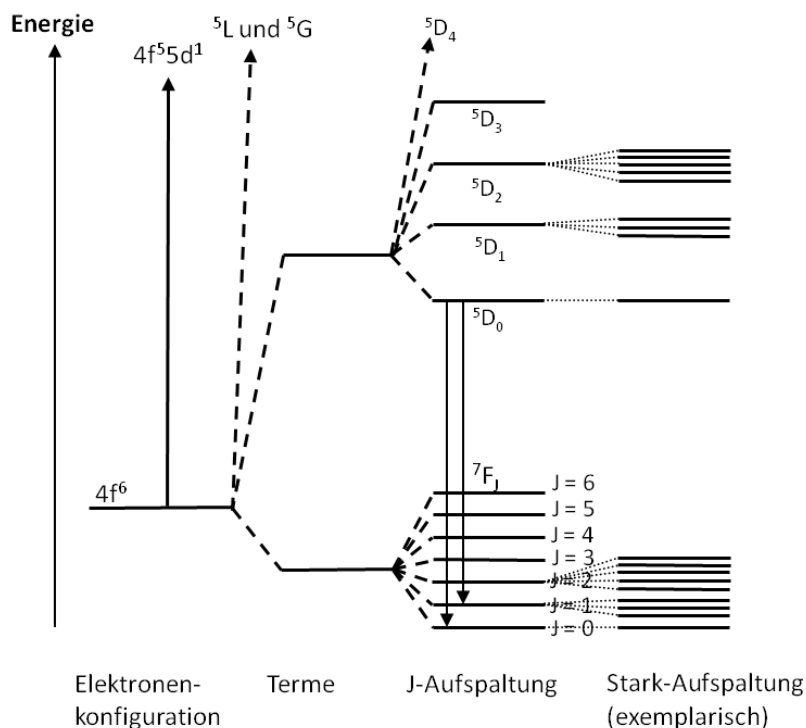 Energie
4f⁵5d¹
⁵L und ⁵G
⁵D₄
⁵D₃
⁵D₂
⁵D₁
⁵D₀
4f⁶
⁷F_J
J = 6
J = 5
J = 4
J = 3
J = 2
J = 1
J = 0
Elektronen-
konfiguration
Terme
J-Aufspaltung
Stark-Aufspaltung
(exemplarisch)